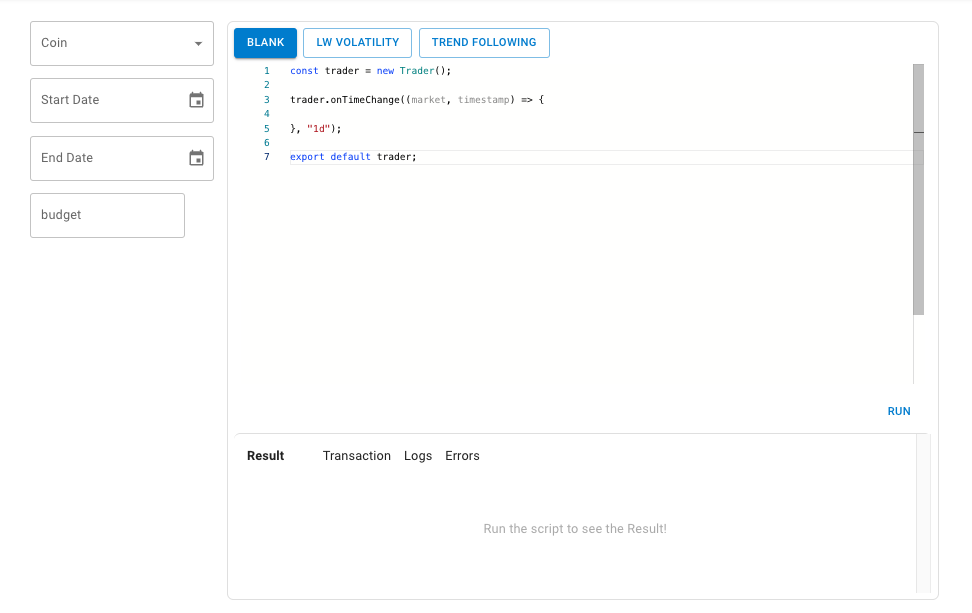 Coin
Start Date
End Date
budget
BLANK LW VOLATILITY TREND FOLLOWING
1 const trader = new Trader();
2
3 trader.onTimeChange((market, timestamp) => {
4
5 }, "1d");
6
7 export default trader;
RUN
Result Transaction Logs Errors
Run the script to see the Result!